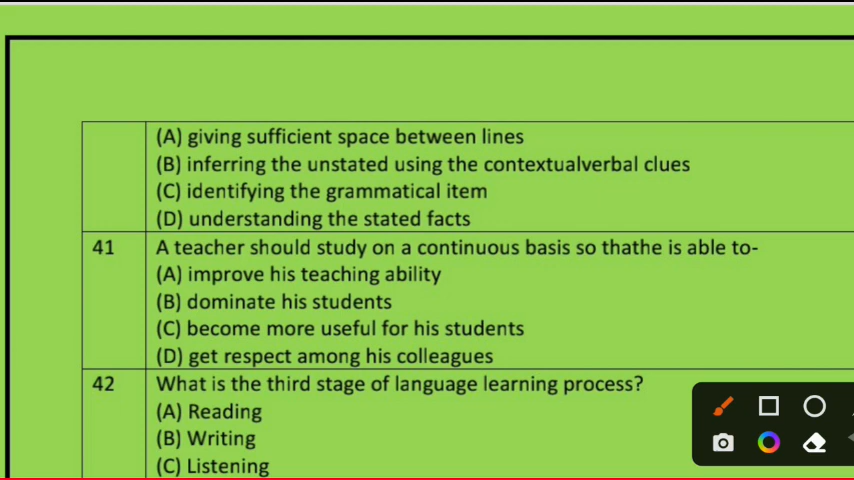 (A) giving sufficient space between lines
(B) inferring the unstated using the contextualverbal clues
(C) identifying the grammatical item
(D) understanding the stated facts
41 A teacher should study on a continuous basis so thathe is able to-
(A) improve his teaching ability
(B) dominate his students
(C) become more useful for his students
(D) get respect among his colleagues
42 What is the third stage of language learning process?
(A) Reading
(B) Writing
(C) Listening